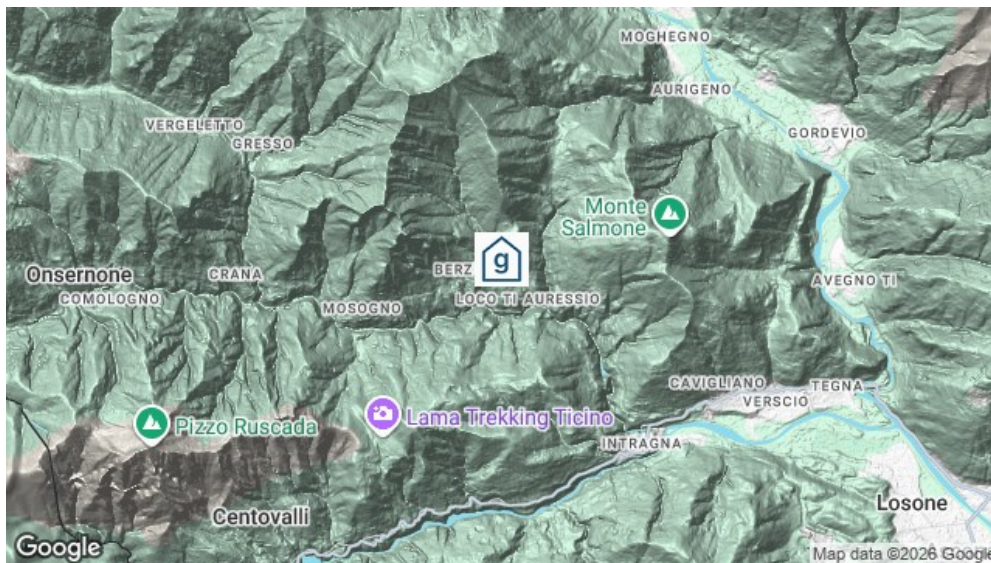 MOGHEGNO
AURIGENO
VERGELETTO
GORDEVIO
GRESSO
Monte
Salmone
g
BERZ
Onsernone
CRANA
AVEGNO TI
COMOLOGNO
LOCO TI
AURESSIO
MOSOGNO
CAVIGLIANO
TEGNA
VERSCIO
Lama Trekking Ticino
Pizzo Ruscada
INTRAGNA
Losone
Centovalli
Google
Map data ©2026 Google